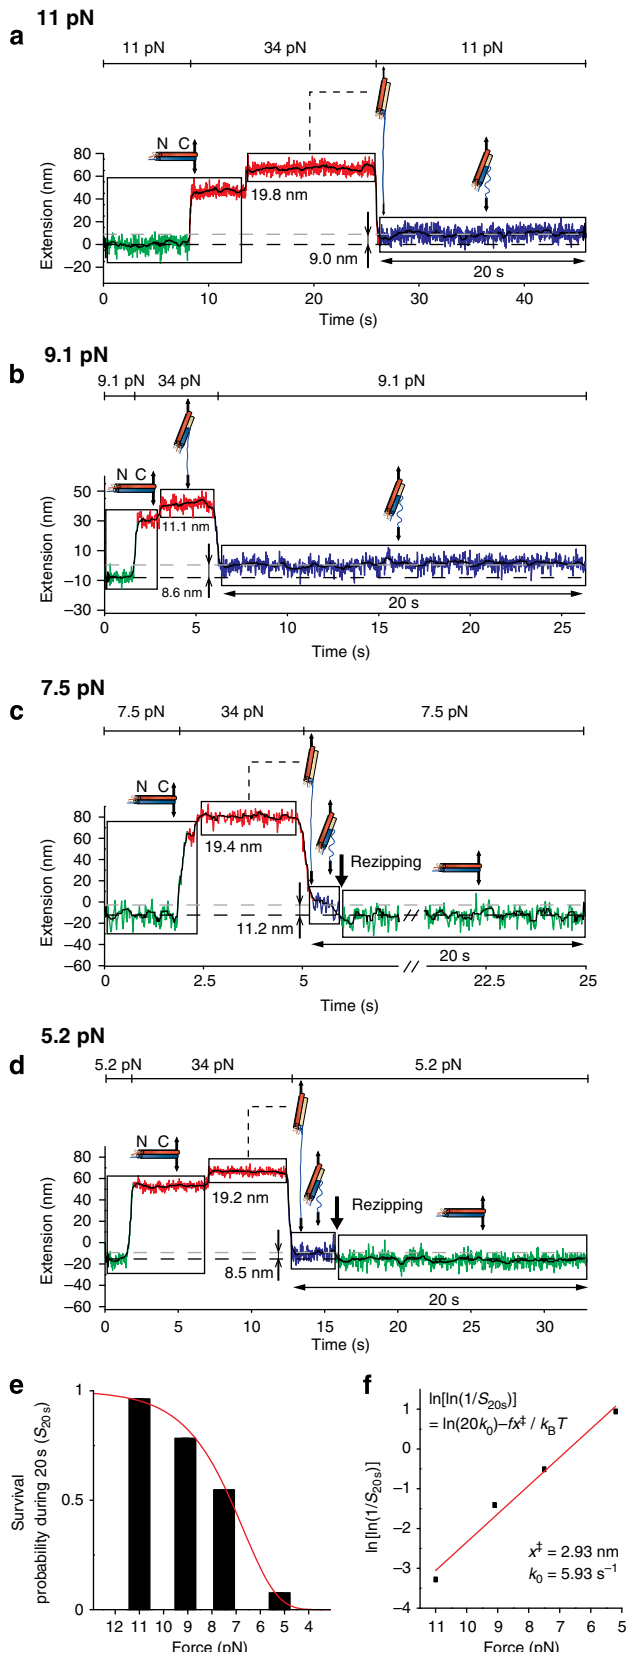 11 pN
a
11 pN 34 pN 11 pN
N C
Extension (nm)
80
60
40
20
0
−20
19.8 nm
9.0 nm
20 s
0 10 20 30 40
Time (s)
9.1 pN
b
9.1 pN 34 pN 9.1 pN
N C
Extension (nm)
50
30
10
−10
−30
11.1 nm
8.6 nm
20 s
0 5 10 15 20 25
Time (s)
7.5 pN
c
7.5 pN 34 pN 7.5 pN
N C
Extension (nm)
80
60
40
20
0
−20
−40
−60
19.4 nm
Rezipping
11.2 nm
20 s
0 2.5 5 // 22.5 25
Time (s)
5.2 pN
d
5.2 pN 34 pN 5.2 pN
N C
Extension (nm)
80
60
40
20
0
−20
−40
−60
19.2 nm
Rezipping
8.5 nm
20 s
0 5 10 15 20 25 30
Time (s)
e
Survival
probability during 20 s (S20 s)
1
0.5
0
12 11 10 9 8 7 6 5 4
Force (pN)
f
ln[ln(1/S20s)]
ln[ln(1/S20s)]
= ln(20k0)−fx‡ / kBT
1
0
−1
−2
−3
−4
x‡ = 2.93 nm
k0 = 5.93 s−1
11 10 9 8 7 6 5
Force (pN)